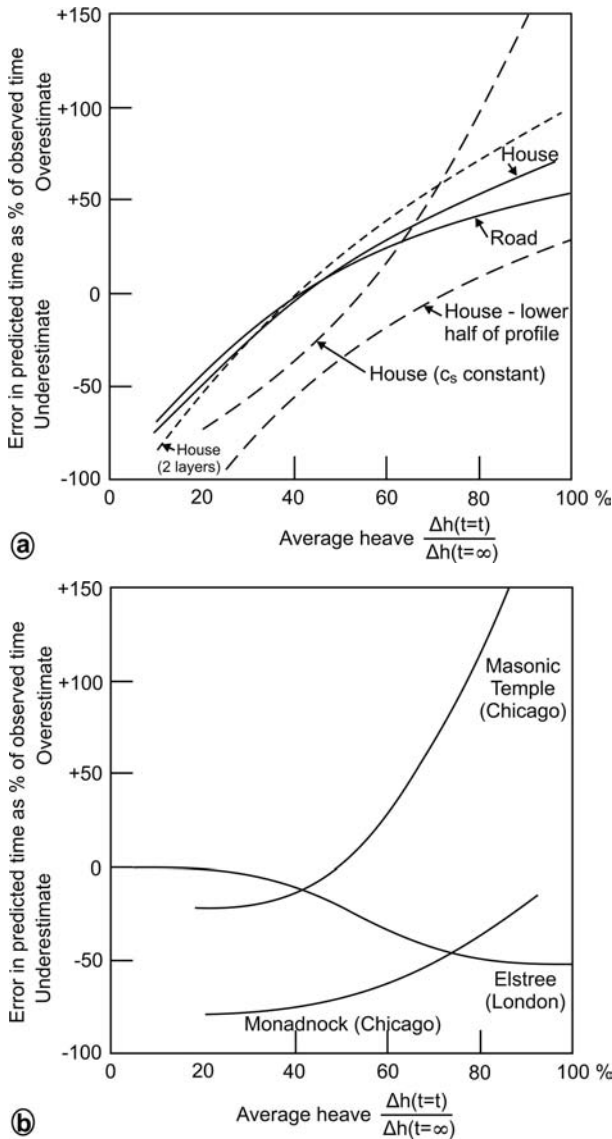 +150
+100
+50
0
-50
-100
Error in predicted time as % of observed time
Underestimate Overestimate
House
Road
House - lower
half of profile
House (cs constant)
House
(2 layers)
0 20 40 60 80 100 %
Average heave Δh(t=t)
Δh(t=∞)
a
+150
+100
+50
0
-50
-100
Error in predicted time as % of observed time
Underestimate Overestimate
Masonic
Temple
(Chicago)
Elstree
(London)
Monadnock (Chicago)
0 20 40 60 80 100 %
Average heave Δh(t=t)
Δh(t=∞)
b